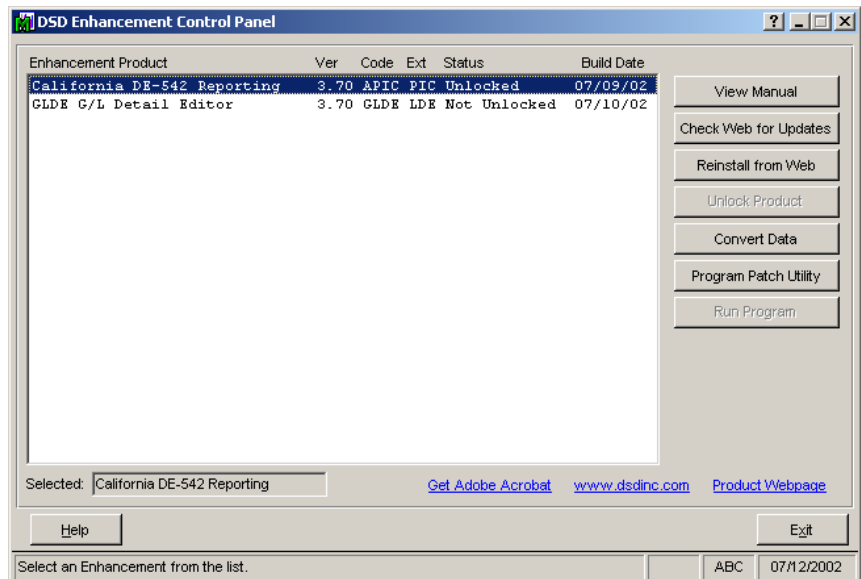 DSD Enhancement Control Panel
Enhancement Product Ver Code Ext Status Build Date
California DE-542 Reporting 3.70 APIC PIC Unlocked 07/09/02
GLDE G/L Detail Editor 3.70 GLDE LDE Not Unlocked 07/10/02
View Manual
Check Web for Updates
Reinstall from Web
Unlock Product
Convert Data
Program Patch Utility
Run Program
Selected: California DE-542 Reporting Get Adobe Acrobat www.dsdinc.com Product Webpage
Help Exit
Select an Enhancement from the list. ABC 07/12/2002